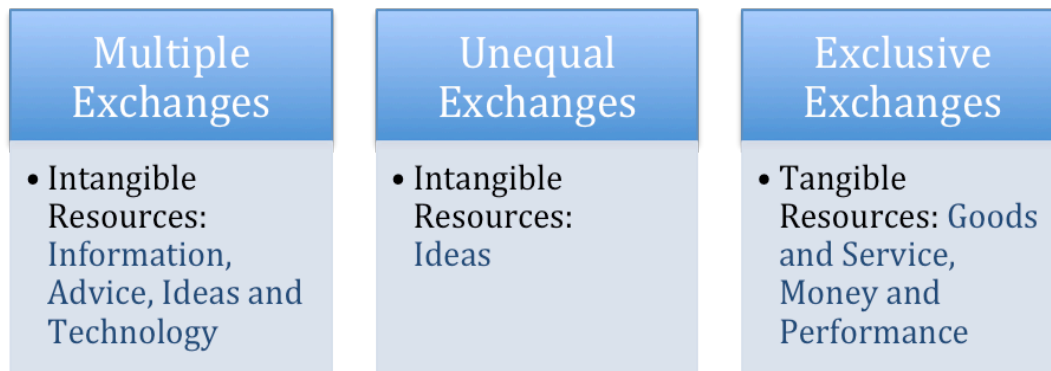 Multiple
Exchanges
• Intangible
Resources:
Information,
Advice, Ideas and
Technology
Unequal
Exchanges
• Intangible
Resources:
Ideas
Exclusive
Exchanges
• Tangible
Resources: Goods
and Service,
Money and
Performance